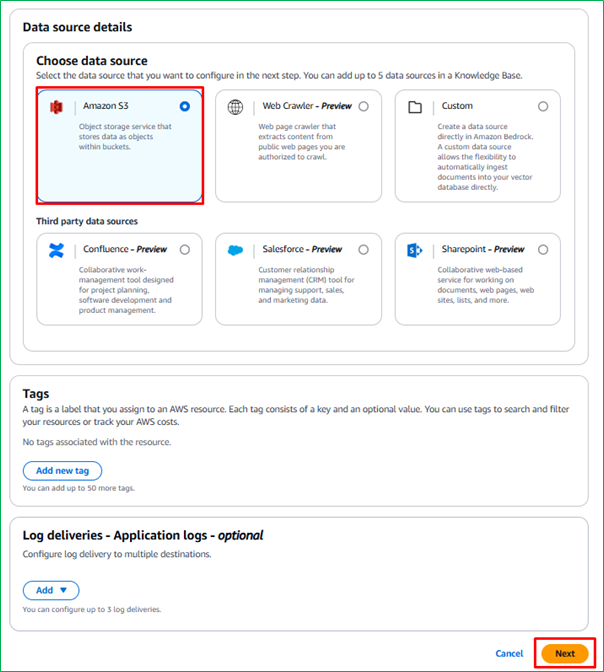 Data source details
Choose data source
Select the data source that you want to configure in the next step. You can add up to 5 data sources in a Knowledge Base.
Amazon S3
Object storage service that
stores data as objects
within buckets.
Web Crawler - Preview
Web page crawler that
extracts content from
public web pages you are
authorized to crawl.
Custom
Create a data source
directly in Amazon Bedrock.
A custom data source
allows the flexibility to
automatically ingest
documents into your vector
database directly.
Third party data sources
Confluence - Preview
Collaborative work-
management tool designed
for project planning,
software development and
product management.
Salesforce - Preview
Customer relationship
management (CRM) tool for
managing support, sales,
and marketing data.
Sharepoint - Preview
Collaborative web-based
service for working on
documents, web pages, web
sites, lists, and more.
Tags
A tag is a label that you assign to an AWS resource. Each tag consists of a key and an optional value. You can use tags to search and filter
your resources or track your AWS costs.
No tags associated with the resource.
Add new tag
You can add up to 50 more tags.
Log deliveries - Application logs - optional
Configure log delivery to multiple destinations.
Add
You can configure up to 3 log deliveries.
Cancel
Next